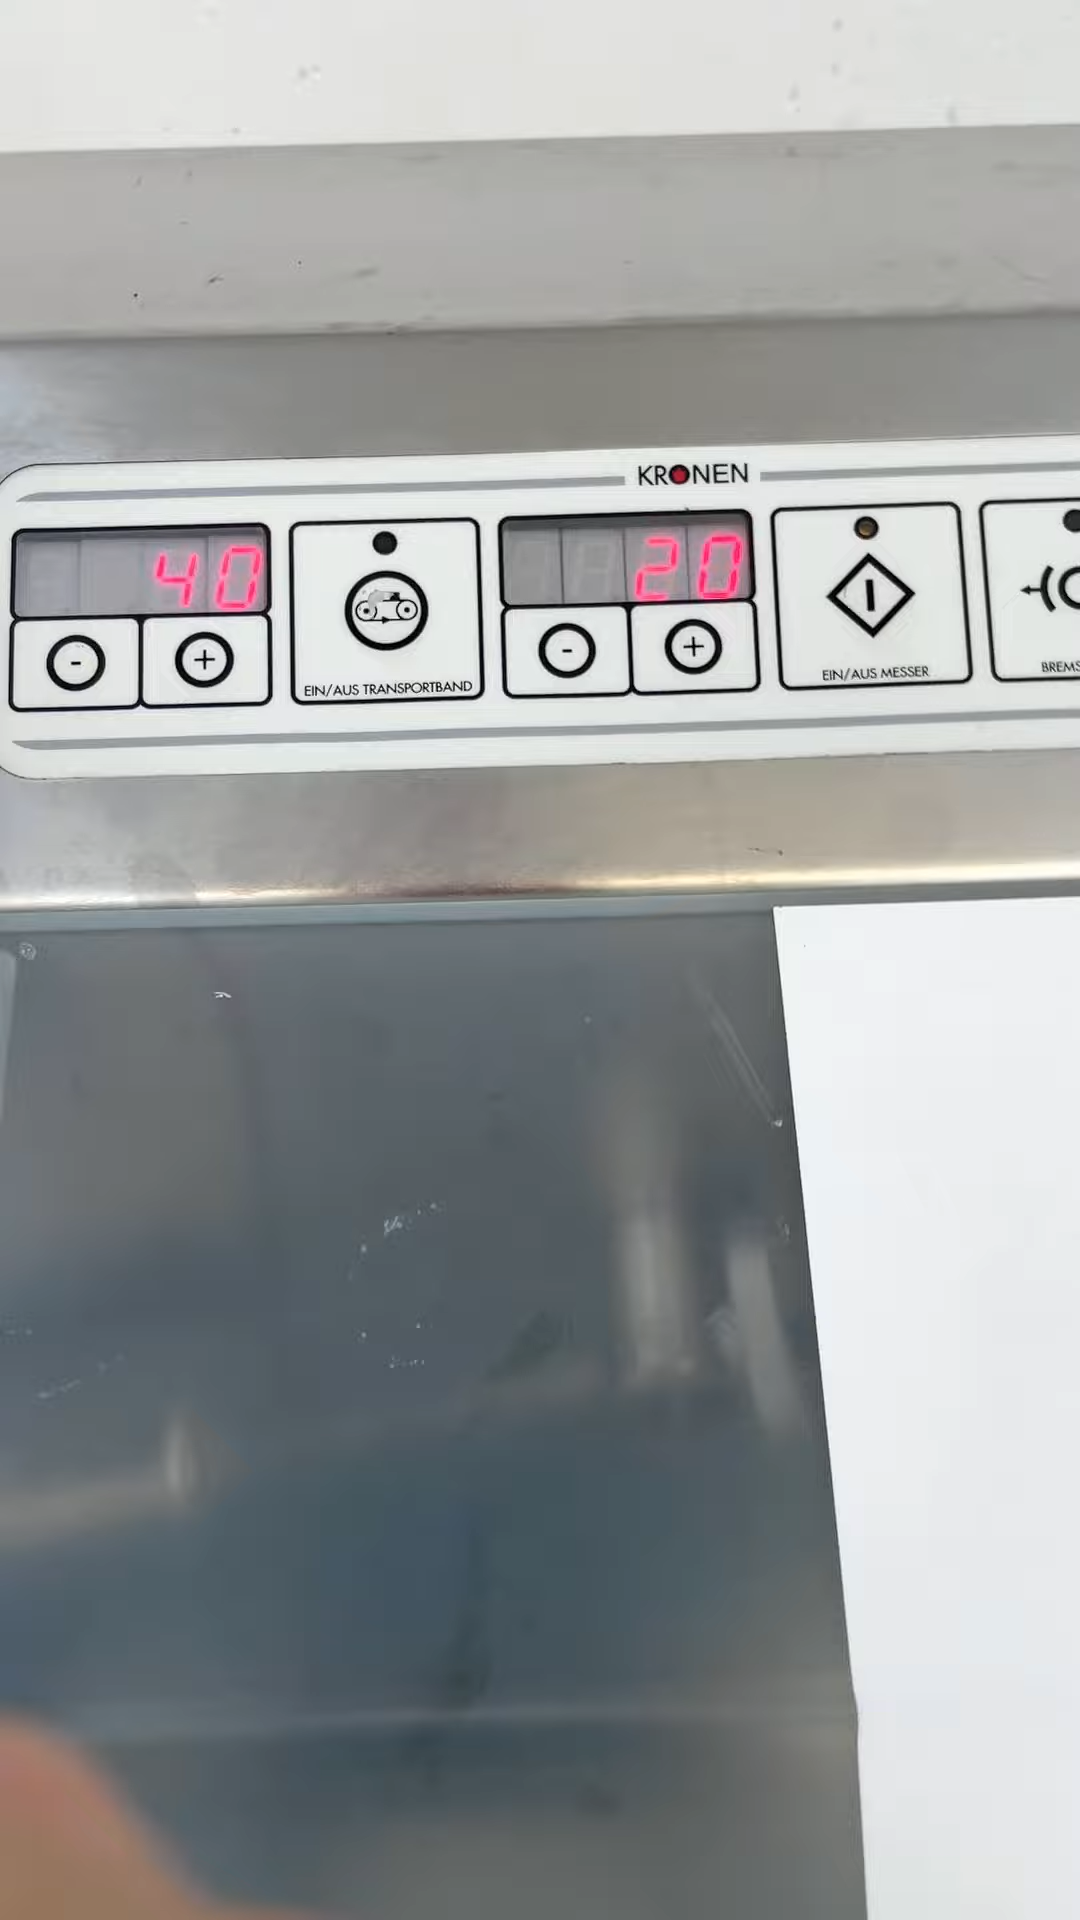 KRONEN
40
20
- +
EIN/AUS TRANSPORTBAND
- +
EIN/AUS MESSER